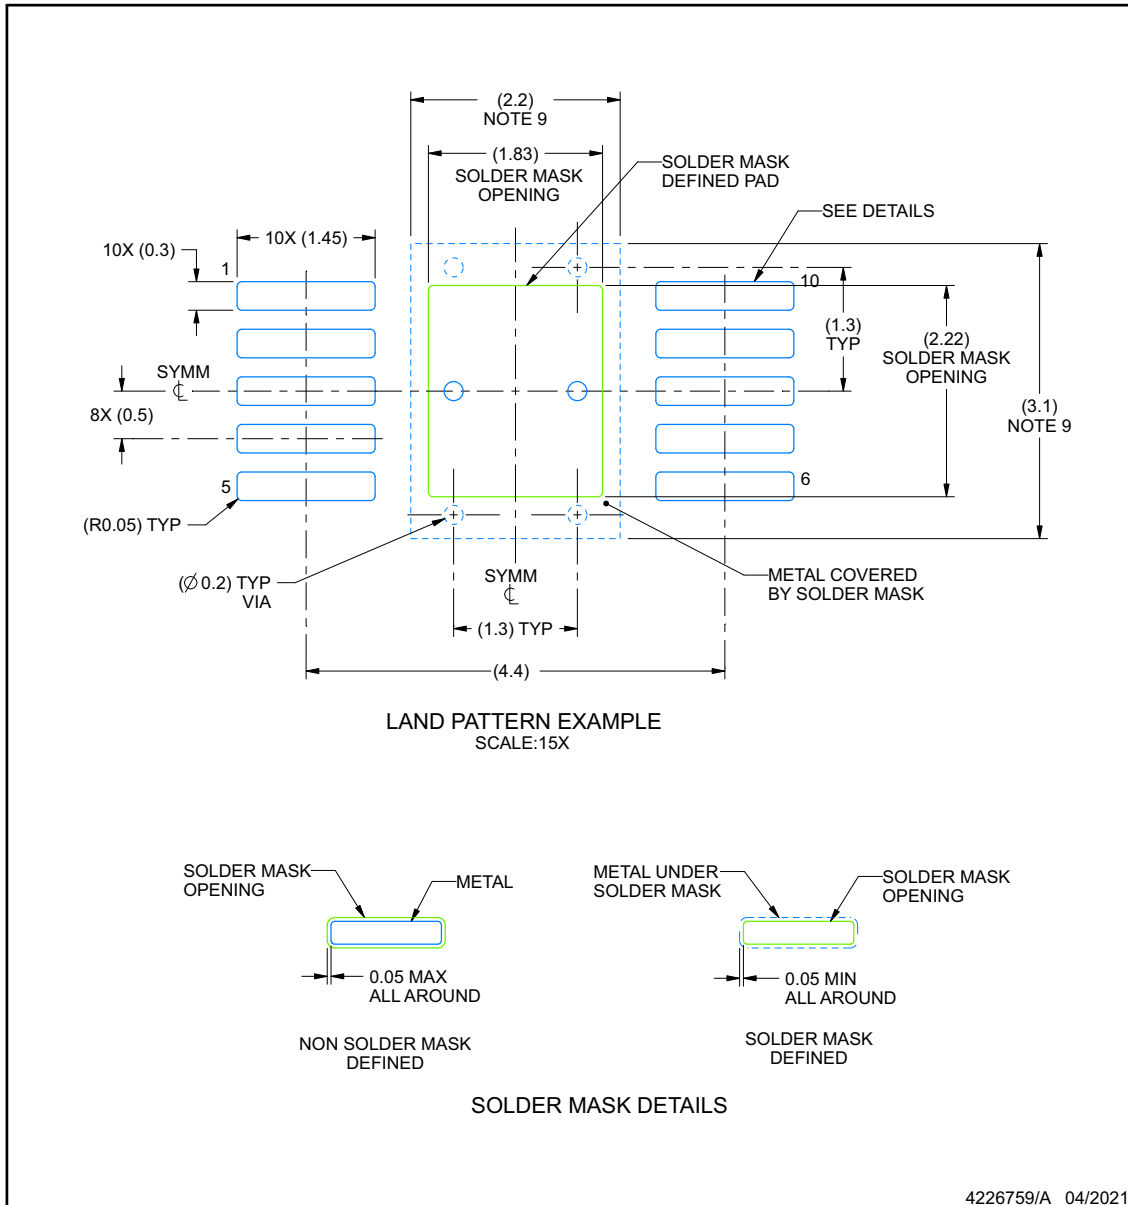 (2.2)
NOTE 9
(1.83)
SOLDER MASK
OPENING
SOLDER MASK
DEFINED PAD
SEE DETAILS
10X (1.45)
10X (0.3)
1
10
(1.3)
TYP
(2.22)
SOLDER MASK
OPENING
SYMM
℄
8X (0.5)
(3.1)
NOTE 9
5
6
(R0.05) TYP
(∅0.2) TYP
VIA
SYMM
℄
METAL COVERED
BY SOLDER MASK
(1.3) TYP
(4.4)
LAND PATTERN EXAMPLE
SCALE:15X
SOLDER MASK
OPENING
METAL
0.05 MAX
ALL AROUND
NON SOLDER MASK
DEFINED
METAL UNDER
SOLDER MASK
SOLDER MASK
OPENING
0.05 MIN
ALL AROUND
SOLDER MASK
DEFINED
SOLDER MASK DETAILS
4226759/A 04/2021